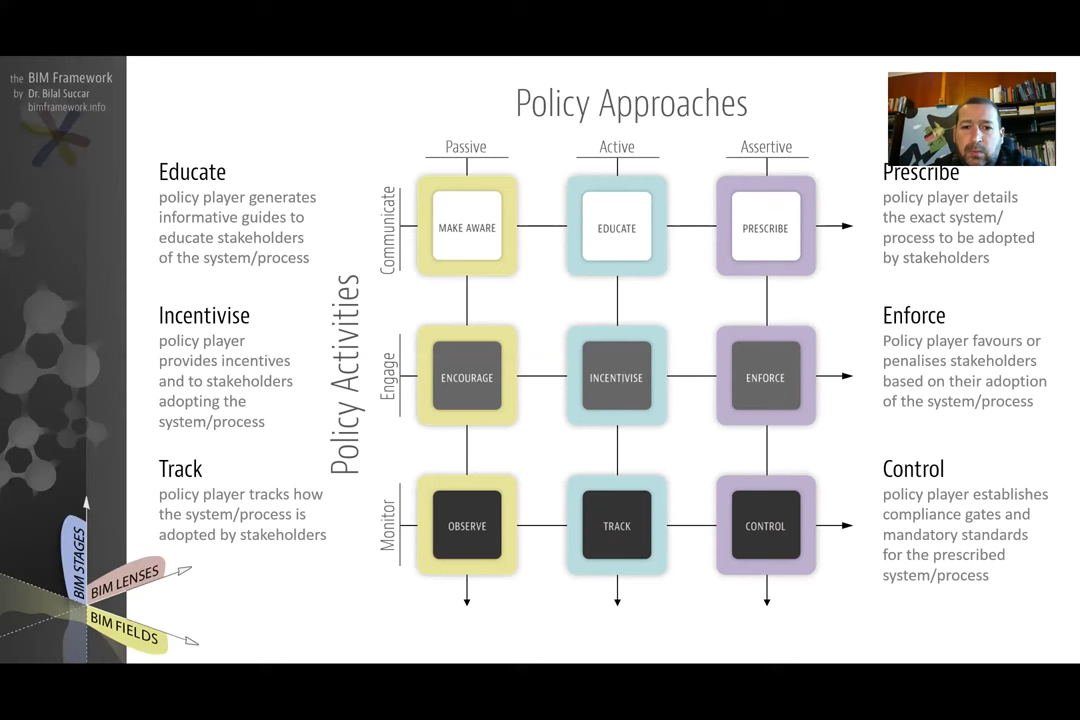 the BIM Framework
by Dr. Bilal Succar
bimframework.info
Policy Approaches
Passive
Active
Assertive
Educate
policy player generates
informative guides to
educate stakeholders
of the system/process
Incentivise
policy player
provides incentives
and to stakeholders
adopting the
system/process
Track
policy player tracks how
the system/process is
adopted by stakeholders
Policy Activities
Communicate
MAKE AWARE
EDUCATE
PRESCRIBE
Engage
ENCOURAGE
INCENTIVISE
ENFORCE
Monitor
OBSERVE
TRACK
CONTROL
Prescribe
policy player details
the exact system/
process to be adopted
by stakeholders
Enforce
Policy player favours or
penalises stakeholders
based on their adoption
of the system/process
Control
policy player establishes
compliance gates and
mandatory standards
for the prescribed
system/process
BIM STAGES
BIM LENSES
BIM FIELDS